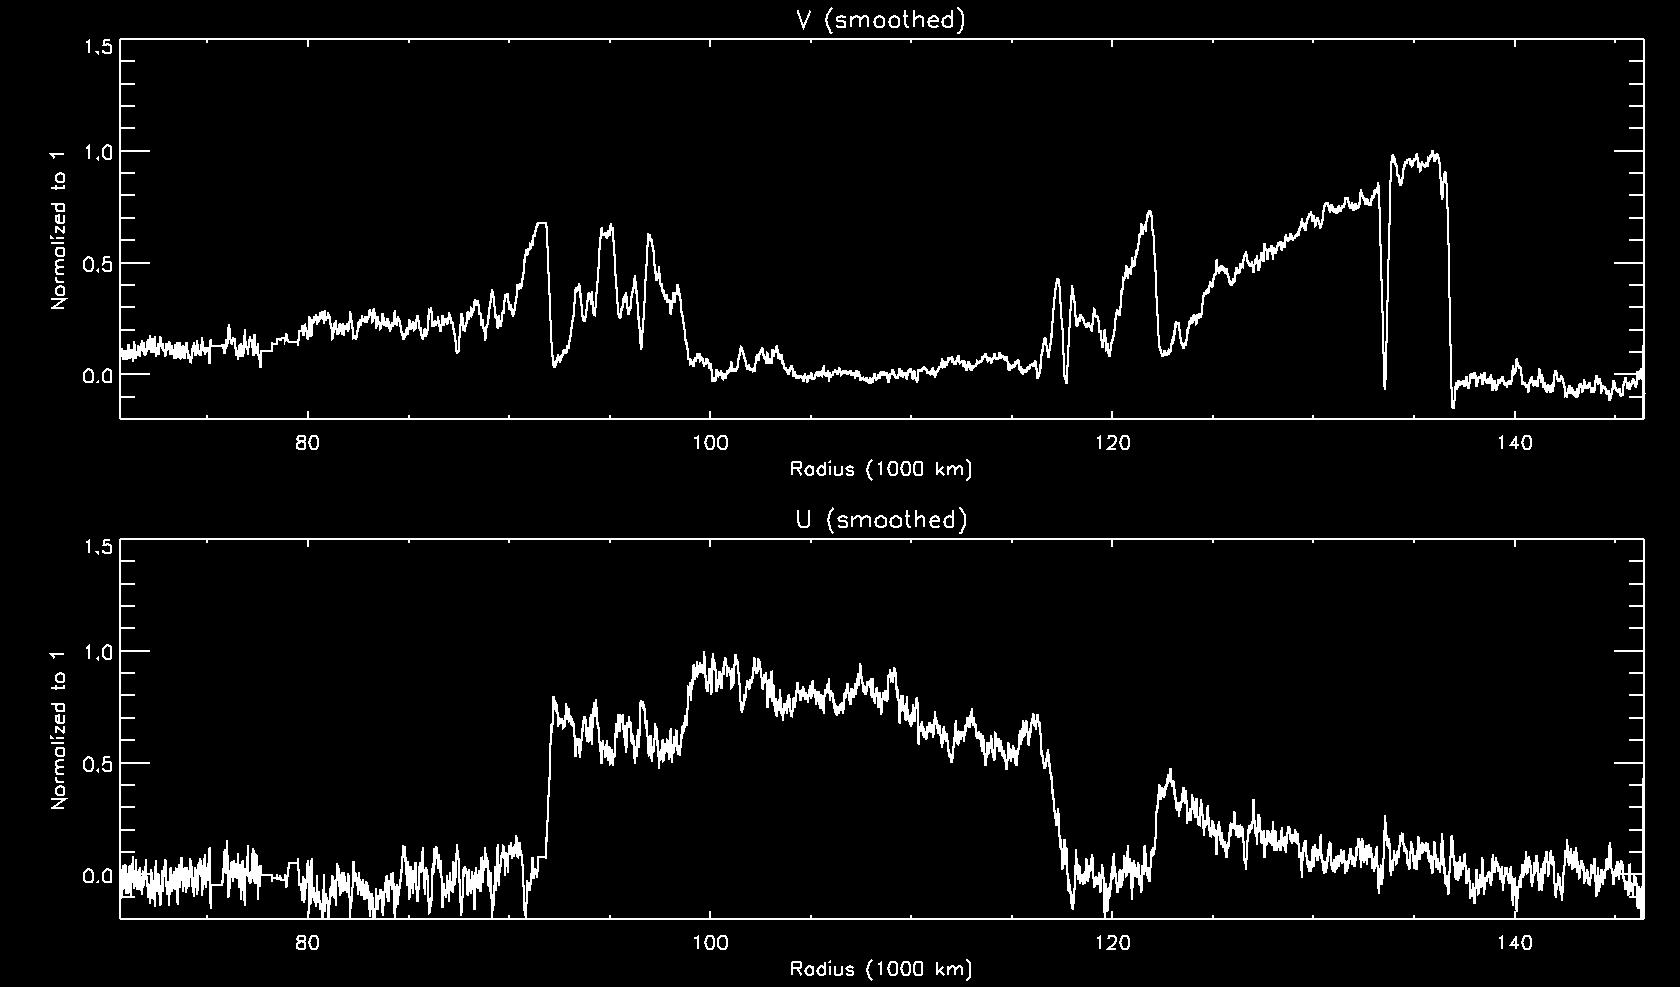 V (smoothed)
1.5
1.0
0.5
0.0
Normalized to 1
80 100 120 140
Radius (1000 km)
U (smoothed)
1.5
1.0
0.5
0.0
Normalized to 1
80 100 120 140
Radius (1000 km)